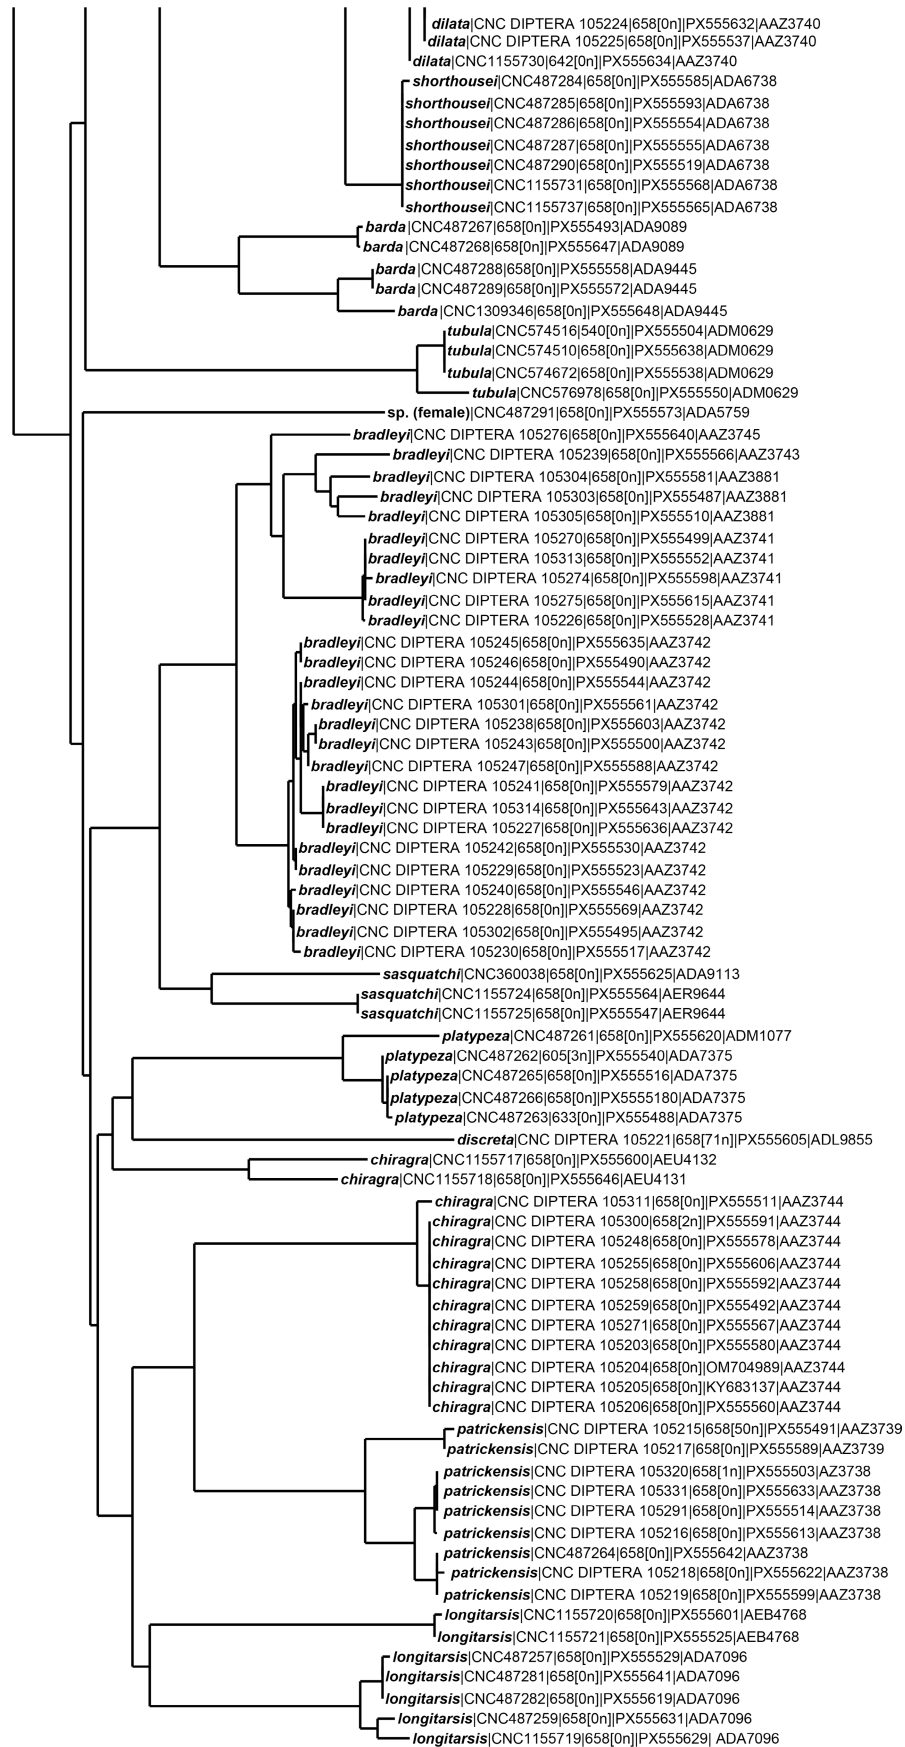 dilata|CNC DIPTERA 105224|658[0n]|PX555632|AAZ3740
dilata|CNC DIPTERA 105225|658[0n]|PX555537|AAZ3740
dilata|CNC1155730|642[0n]|PX555634|AAZ3740
shorthousei|CNC487284|658[0n]|PX555585|ADA6738
shorthousei|CNC487285|658[0n]|PX555593|ADA6738
shorthousei|CNC487286|658[0n]|PX555554|ADA6738
shorthousei|CNC487287|658[0n]|PX555555|ADA6738
shorthousei|CNC487290|658[0n]|PX555519|ADA6738
shorthousei|CNC1155731|658[0n]|PX555568|ADA6738
shorthousei|CNC1155737|658[0n]|PX555565|ADA6738
barda|CNC487267|658[0n]|PX555493|ADA9089
barda|CNC487268|658[0n]|PX555647|ADA9089
barda|CNC487288|658[0n]|PX555558|ADA9445
barda|CNC487289|658[0n]|PX555572|ADA9445
barda|CNC1309346|658[0n]|PX555648|ADA9445
tubula|CNC574516|540[0n]|PX555504|ADM0629
tubula|CNC574510|658[0n]|PX555638|ADM0629
tubula|CNC574672|658[0n]|PX555538|ADM0629
tubula|CNC576978|658[0n]|PX555550|ADM0629
sp. (female)|CNC487291|658[0n]|PX555573|ADA5759
bradleyi|CNC DIPTERA 105276|658[0n]|PX555640|AAZ3745
bradleyi|CNC DIPTERA 105239|658[0n]|PX555566|AAZ3743
bradleyi|CNC DIPTERA 105304|658[0n]|PX555581|AAZ3881
bradleyi|CNC DIPTERA 105303|658[0n]|PX555487|AAZ3881
bradleyi|CNC DIPTERA 105305|658[0n]|PX555510|AAZ3881
bradleyi|CNC DIPTERA 105270|658[0n]|PX555499|AAZ3741
bradleyi|CNC DIPTERA 105313|658[0n]|PX555552|AAZ3741
bradleyi|CNC DIPTERA 105274|658[0n]|PX555598|AAZ3741
bradleyi|CNC DIPTERA 105275|658[0n]|PX555615|AAZ3741
bradleyi|CNC DIPTERA 105226|658[0n]|PX555528|AAZ3741
bradleyi|CNC DIPTERA 105245|658[0n]|PX555635|AAZ3742
bradleyi|CNC DIPTERA 105246|658[0n]|PX555490|AAZ3742
bradleyi|CNC DIPTERA 105244|658[0n]|PX555544|AAZ3742
bradleyi|CNC DIPTERA 105301|658[0n]|PX555561|AAZ3742
bradleyi|CNC DIPTERA 105238|658[0n]|PX555603|AAZ3742
bradleyi|CNC DIPTERA 105243|658[0n]|PX555500|AAZ3742
bradleyi|CNC DIPTERA 105247|658[0n]|PX555588|AAZ3742
bradleyi|CNC DIPTERA 105241|658[0n]|PX555579|AAZ3742
bradleyi|CNC DIPTERA 105314|658[0n]|PX555643|AAZ3742
bradleyi|CNC DIPTERA 105227|658[0n]|PX555636|AAZ3742
bradleyi|CNC DIPTERA 105242|658[0n]|PX555530|AAZ3742
bradleyi|CNC DIPTERA 105229|658[0n]|PX555523|AAZ3742
bradleyi|CNC DIPTERA 105240|658[0n]|PX555546|AAZ3742
bradleyi|CNC DIPTERA 105228|658[0n]|PX555569|AAZ3742
bradleyi|CNC DIPTERA 105302|658[0n]|PX555495|AAZ3742
bradleyi|CNC DIPTERA 105230|658[0n]|PX555517|AAZ3742
sasquatchi|CNC360038|658[0n]|PX555625|ADA9113
sasquatchi|CNC1155724|658[0n]|PX555564|AER9644
sasquatchi|CNC1155725|658[0n]|PX555547|AER9644
platypeza|CNC487261|658[0n]|PX555620|ADM1077
platypeza|CNC487262|605[3n]|PX555540|ADA7375
platypeza|CNC487265|658[0n]|PX555516|ADA7375
platypeza|CNC487266|658[0n]|PX5555180|ADA7375
platypeza|CNC487263|633[0n]|PX555488|ADA7375
discreta|CNC DIPTERA 105221|658[71n]|PX555605|ADL9855
chiragra|CNC1155717|658[0n]|PX555600|AEU4132
chiragra|CNC1155718|658[0n]|PX555646|AEU4131
chiragra|CNC DIPTERA 105311|658[0n]|PX555511|AAZ3744
chiragra|CNC DIPTERA 105300|658[2n]|PX555591|AAZ3744
chiragra|CNC DIPTERA 105248|658[0n]|PX555578|AAZ3744
chiragra|CNC DIPTERA 105255|658[0n]|PX555606|AAZ3744
chiragra|CNC DIPTERA 105258|658[0n]|PX555592|AAZ3744
chiragra|CNC DIPTERA 105259|658[0n]|PX555492|AAZ3744
chiragra|CNC DIPTERA 105271|658[0n]|PX555567|AAZ3744
chiragra|CNC DIPTERA 105203|658[0n]|PX555580|AAZ3744
chiragra|CNC DIPTERA 105204|658[0n]|OM704989|AAZ3744
chiragra|CNC DIPTERA 105205|658[0n]|KY683137|AAZ3744
chiragra|CNC DIPTERA 105206|658[0n]|PX555560|AAZ3744
patrickensis|CNC DIPTERA 105215|658[50n]|PX555491|AAZ3739
patrickensis|CNC DIPTERA 105217|658[0n]|PX555589|AAZ3739
patrickensis|CNC DIPTERA 105320|658[1n]|PX555503|AZ3738
patrickensis|CNC DIPTERA 105331|658[0n]|PX555633|AAZ3738
patrickensis|CNC DIPTERA 105291|658[0n]|PX555514|AAZ3738
patrickensis|CNC DIPTERA 105216|658[0n]|PX555613|AAZ3738
patrickensis|CNC487264|658[0n]|PX555642|AAZ3738
patrickensis|CNC DIPTERA 105218|658[0n]|PX555622|AAZ3738
patrickensis|CNC DIPTERA 105219|658[0n]|PX555599|AAZ3738
longitarsis|CNC1155720|658[0n]|PX555601|AEB4768
longitarsis|CNC1155721|658[0n]|PX555525|AEB4768
longitarsis|CNC487257|658[0n]|PX555529|ADA7096
longitarsis|CNC487281|658[0n]|PX555641|ADA7096
longitarsis|CNC487282|658[0n]|PX555619|ADA7096
longitarsis|CNC487259|658[0n]|PX555631|ADA7096
longitarsis|CNC1155719|658[0n]|PX555629| ADA7096